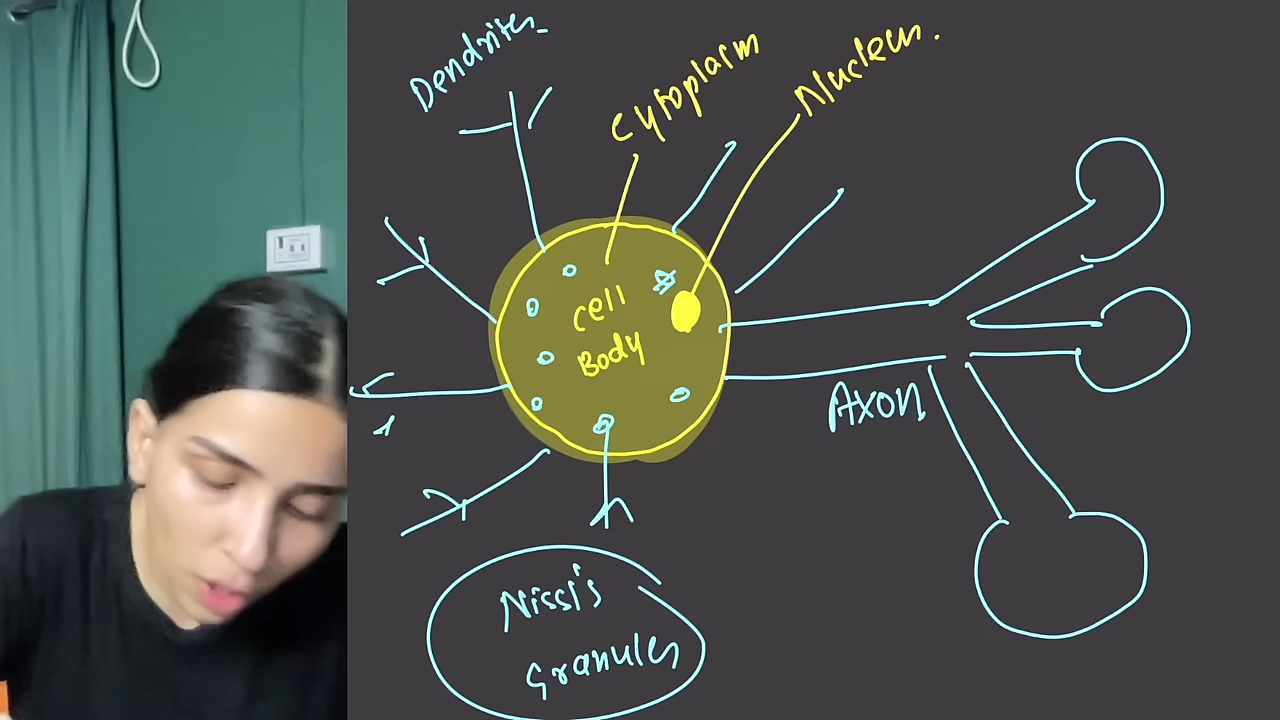 Dendrites
Cytoplasm
Nucleus.
Cell
Body
Axon
Nissl's
Granules